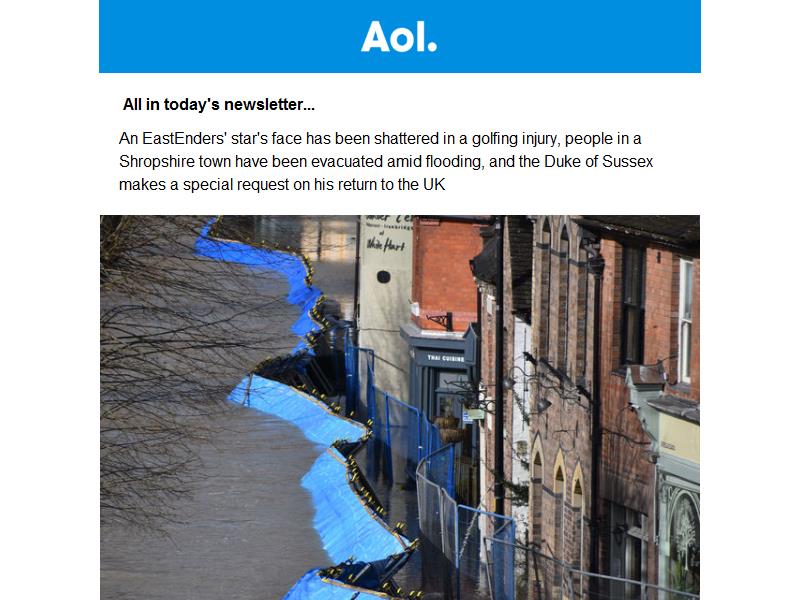 Aol.
All in today's newsletter...
An EastEnders' star's face has been shattered in a golfing injury, people in a
Shropshire town have been evacuated amid flooding, and the Duke of Sussex
makes a special request on his return to the UK
at
White Hart
THAI CUISINE